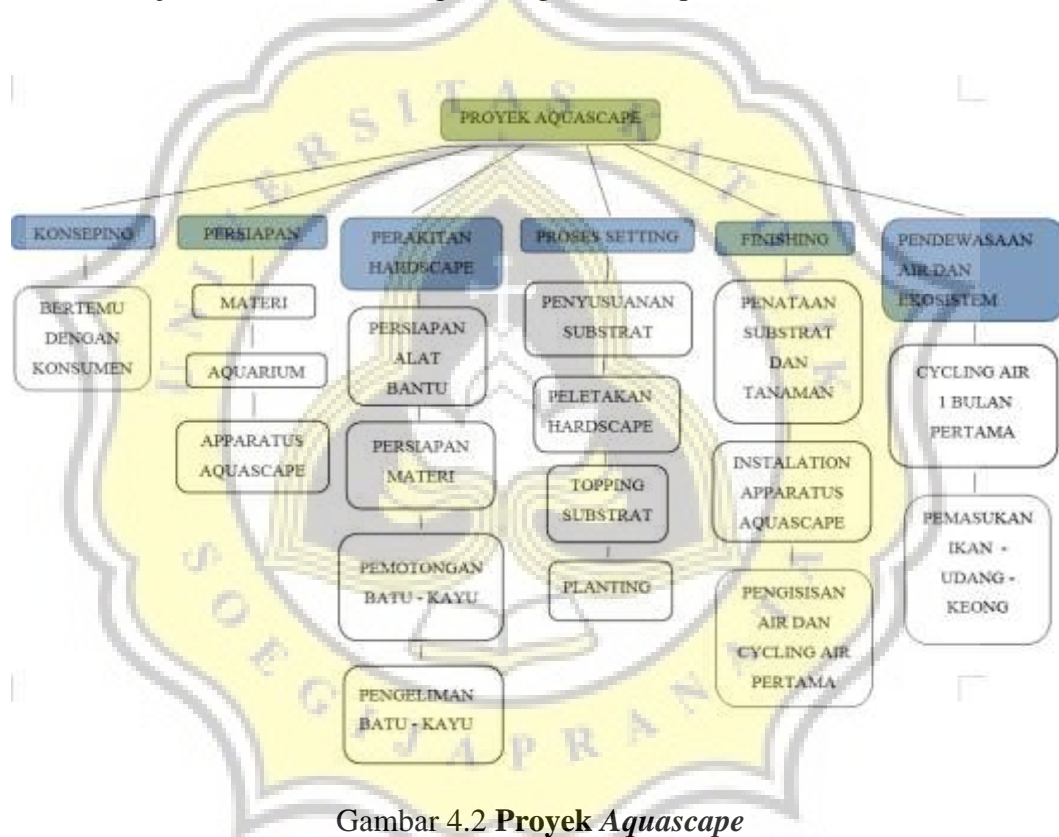 PROYEK AQUASCAPE
KONSEPING
BERTEMU
DENGAN
KONSUMEN
PERSIAPAN
MATERI
AQUARIUM
APPARATUS
AQUASCAPE
PERAKITAN
HARDSCAPE
PERSIAPAN
ALAT
BANTU
PERSIAPAN
MATERI
PEMOTONGAN
BATU - KAYU
PENGELIMAN
BATU - KAYU
PROSES SETTING
PENYUSUANAN
SUBSTRAT
PELETAKAN
HARDSCAPE
TOPPING
SUBSTRAT
PLANTING
FINISHING
PENATAAN
SUBSTRAT
DAN
TANAMAN
INSTALATION
APPARATUS
AQUASCAPE
PENGISISAN
AIR DAN
CYCLING AIR
PERTAMA
PENDEWASAAN
AIR DAN
EKOSISTEM
CYCLING AIR
1 BULAN
PERTAMA
PEMASUKAN
IKAN -
UDANG -
KEONG
UNIVERSITAS KATOLIK
SOEGIJAPRANATA
Gambar 4.2 Proyek Aquascape